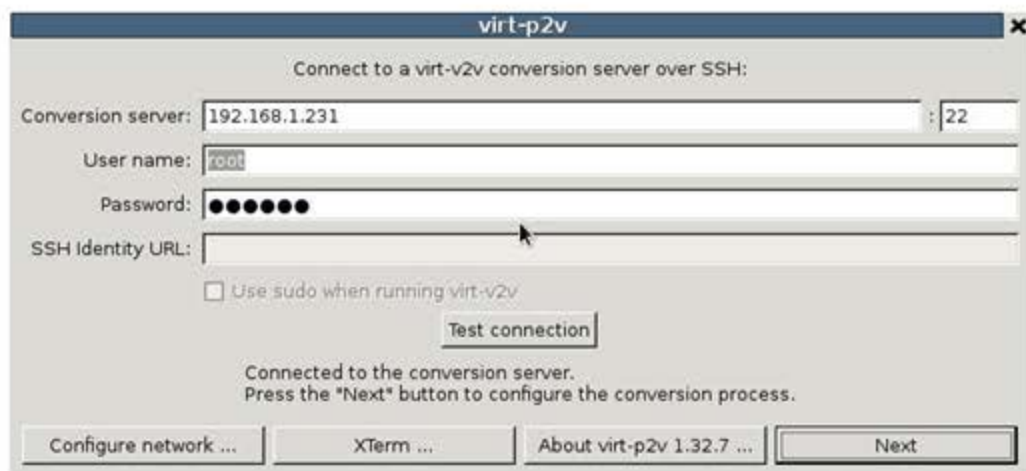 virt-p2v
Connect to a virt-v2v conversion server over SSH:
Conversion server: 192.168.1.231 : 22
User name: root
Password: ●●●●●●
SSH Identity URL:
Use sudo when running virt-v2v
Test connection
Connected to the conversion server.
Press the "Next" button to configure the conversion process.
Configure network ... XTerm ... About virt-p2v 1.32.7 ... Next